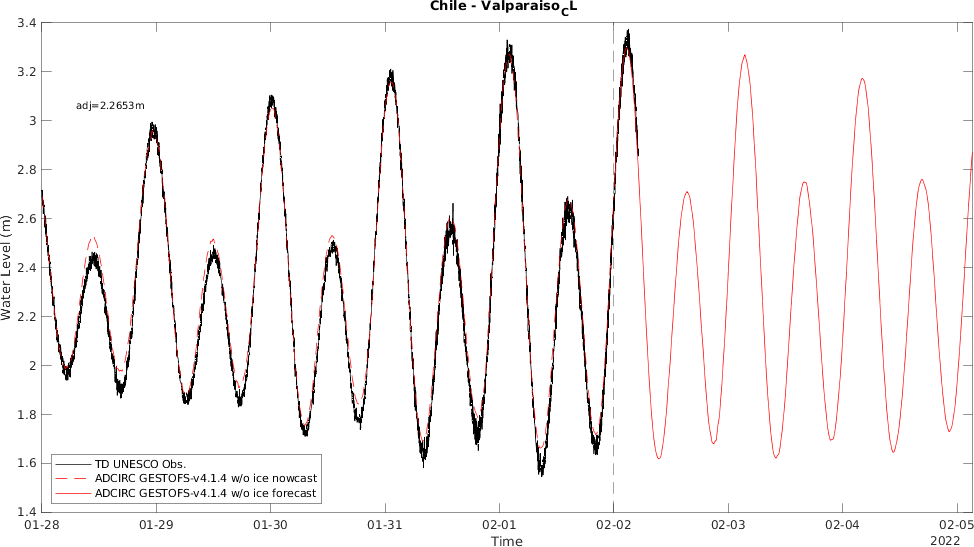 Chile - Valparaiso_CL
3.4
3.2
3
2.8
2.6
2.4
2.2
2
1.8
1.6
1.4
Water Level (m)
adj=2.2653m
TD UNESCO Obs.
ADCIRC GESTOFS-v4.1.4 w/o ice nowcast
ADCIRC GESTOFS-v4.1.4 w/o ice forecast
01-28 01-29 01-30 01-31 02-01 02-02 02-03 02-04 02-05
Time
2022